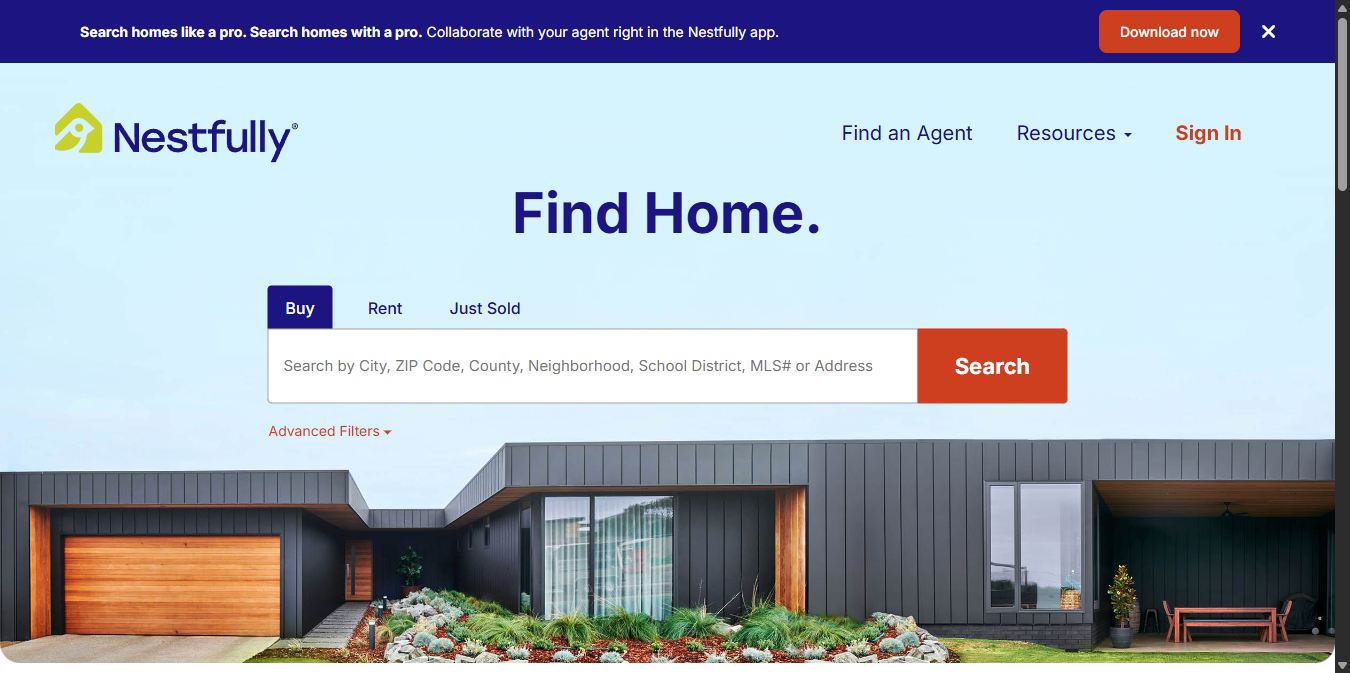 Search homes like a pro. Search homes with a pro. Collaborate with your agent right in the Nestfully app.
Download now
Nestfully®
Find an Agent
Resources
Sign In
Find Home.
Buy
Rent
Just Sold
Search by City, ZIP Code, County, Neighborhood, School District, MLS# or Address
Search
Advanced Filters